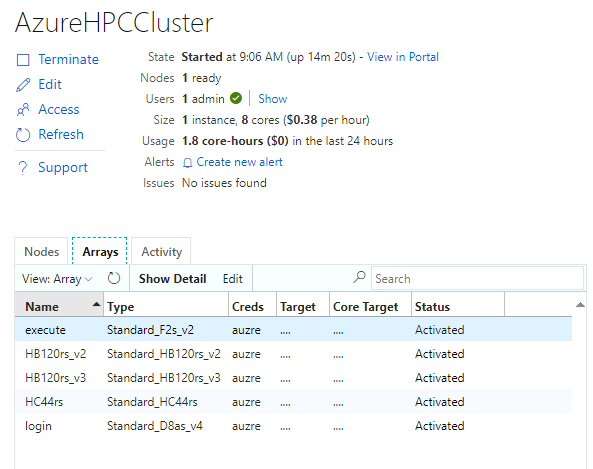 AzureHPCCluster
Terminate
Edit
Access
Refresh
Support
State Started at 9:06 AM (up 14m 20s) - View in Portal
Nodes 1 ready
Users 1 admin Show
Size 1 instance, 8 cores ($0.38 per hour)
Usage 1.8 core-hours ($0) in the last 24 hours
Alerts Create new alert
Issues No issues found
Nodes Arrays Activity
View: Array Show Detail Edit Search
Name Type Creds Target Core Target Status
execute Standard_F2s_v2 auzre .... .... Activated
HB120rs_v2 Standard_HB120rs_v2 auzre .... .... Activated
HB120rs_v3 Standard_HB120rs_v3 auzre .... .... Activated
HC44rs Standard_HC44rs auzre .... .... Activated
login Standard_D8as_v4 auzre .... .... Activated